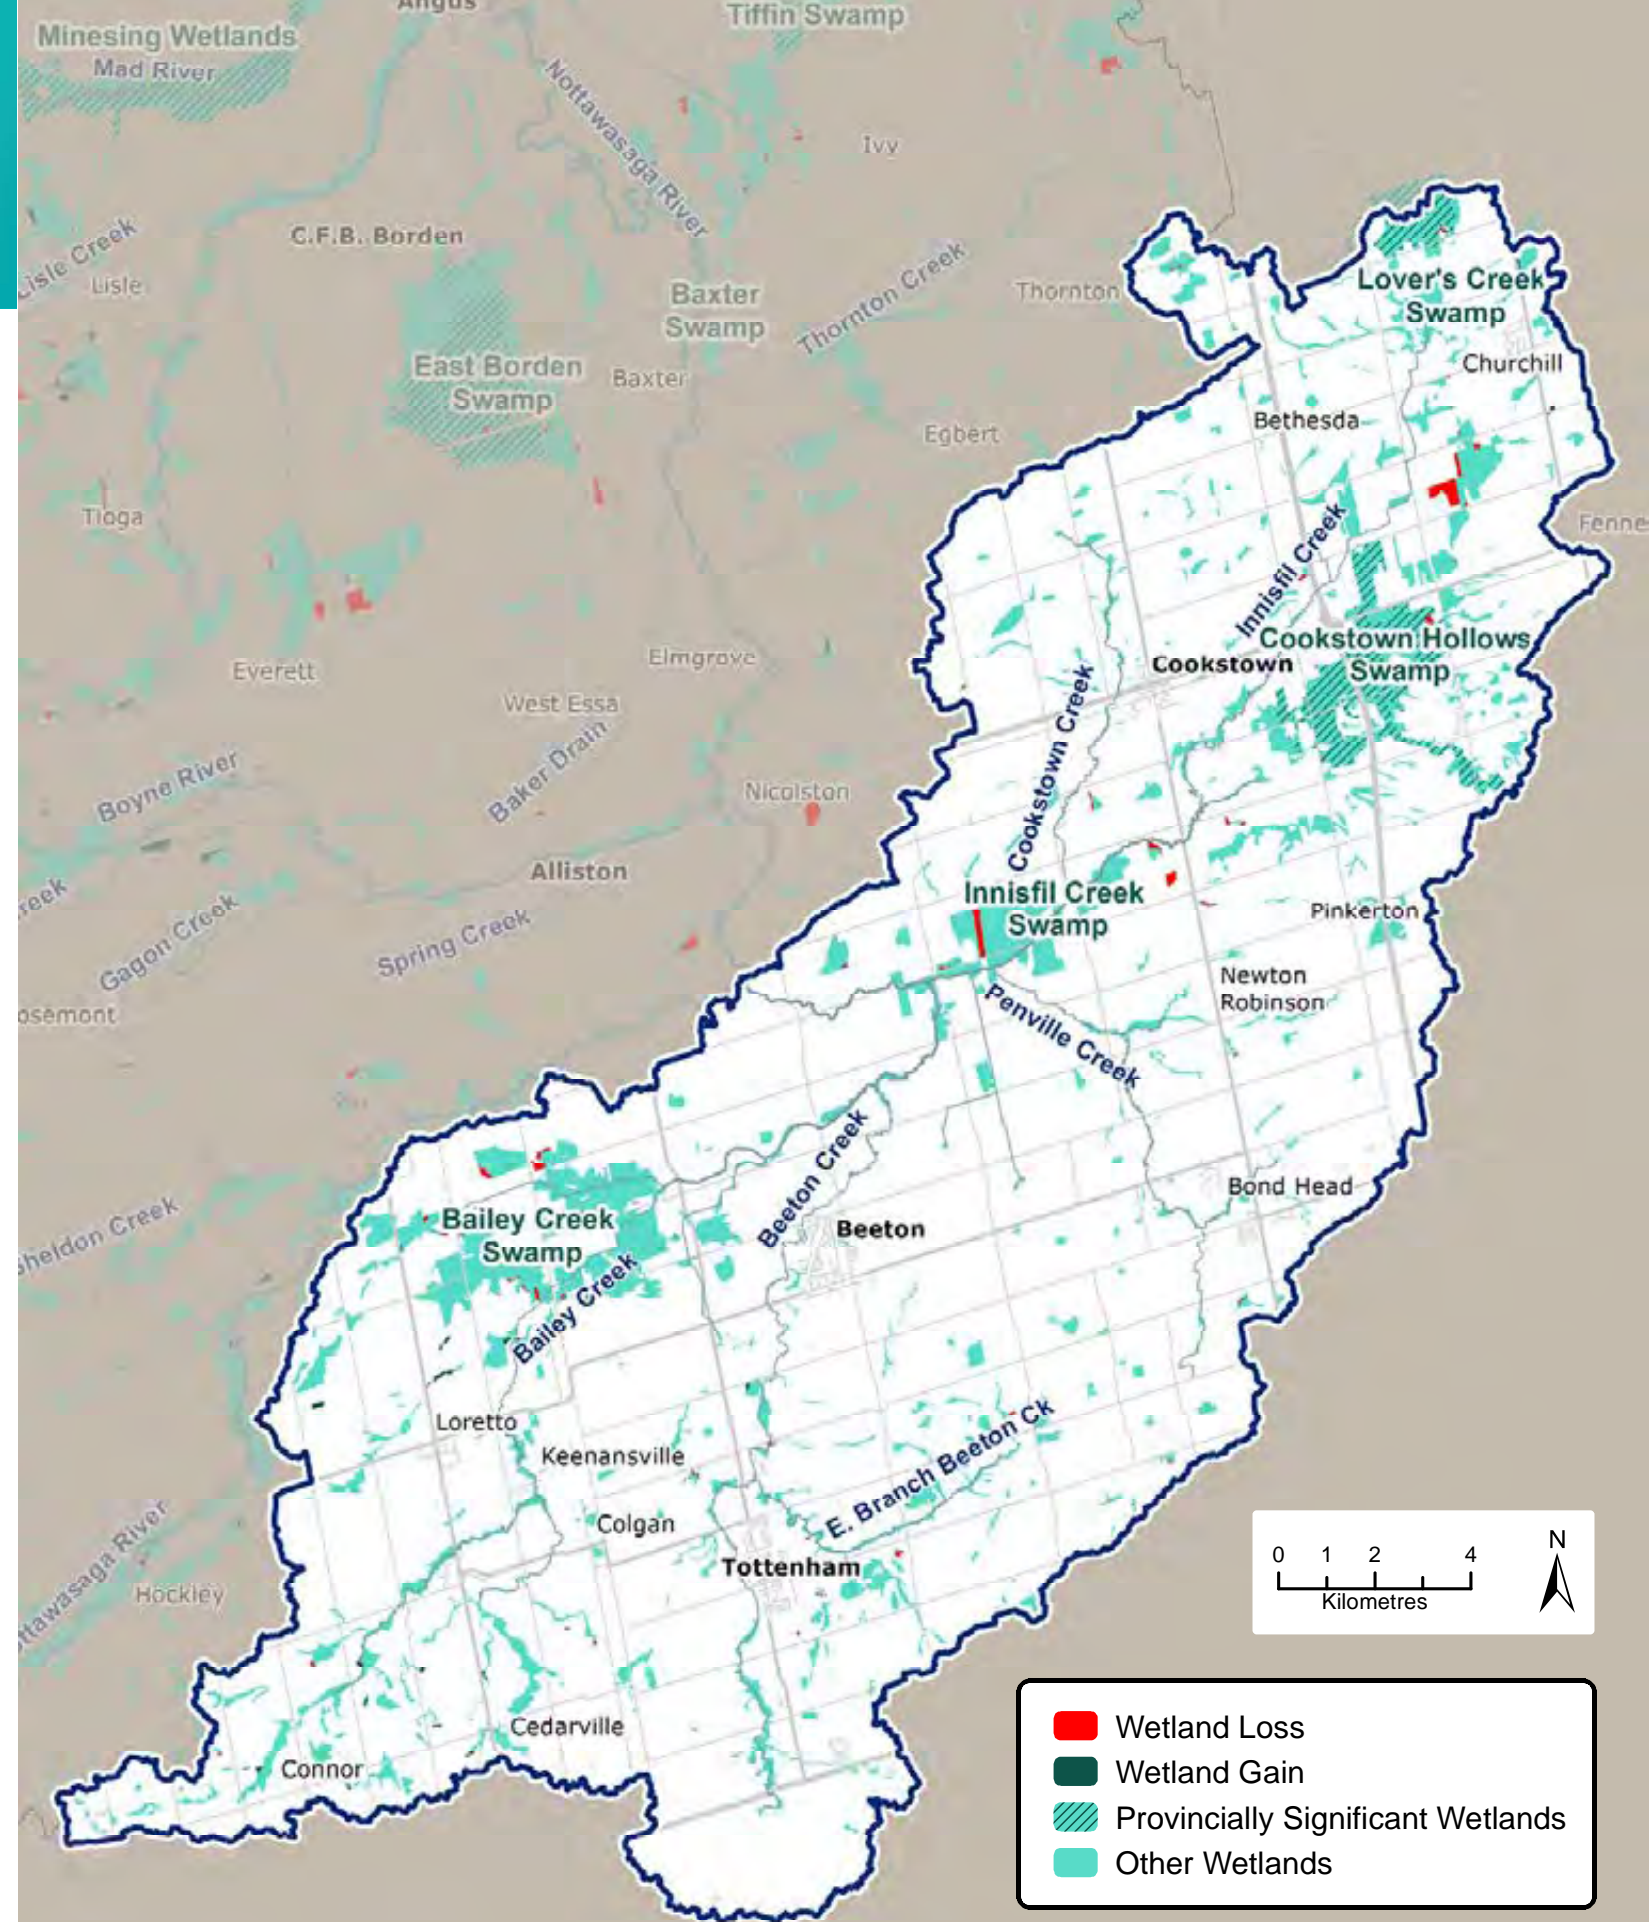 Angus
Tiffin Swamp
Minesing Wetlands
Mad River
Nottawasaga River
Ivv
C.F.B. Borden
Lisle Creek
Lisle
Baxter
Swamp
Thornton Creek
Thornton
Lover's Creek
Swamp
Churchill
East Borden
Swamp
Baxter
Egbert
Bethesda
Tioga
Fenne
Innisfil Creek
Everett
Elmgrove
Cookstown
Cookstown Hollows
Swamp
West Essa
Baker Drain
Boyne River
Nicolston
Cookstown Creek
Alliston
reek
Gagon Creek
Spring Creek
Innisfil Creek
Swamp
Pinkerton
Newton
Robinson
osemont
Penville Creek
Sheldon Creek
Beeton Creek
Bond Head
Bailey Creek
Swamp
Beeton
Bailey Creek
Loretto
Keenansville
E. Branch Beeton Ck
Colgan
Tottenham
ottawasaga River
Hockley
Cedarville
Connor
0 1 2 4
Kilometres
N
Wetland Loss
Wetland Gain
Provincially Significant Wetlands
Other Wetlands